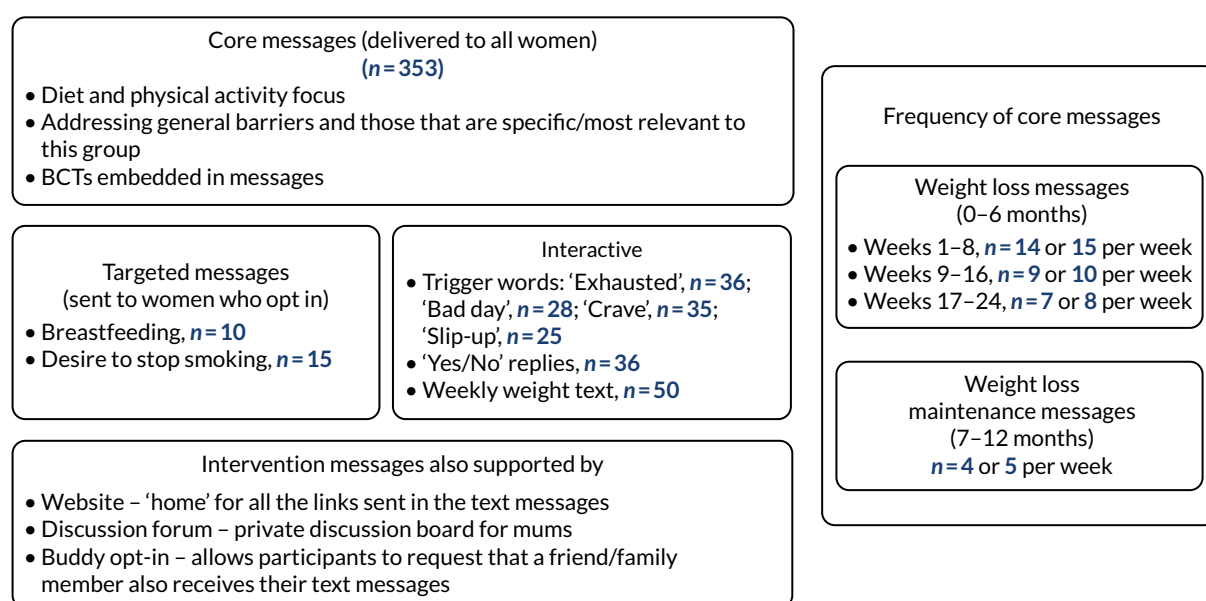 Core messages (delivered to all women)
(n = 353)
• Diet and physical activity focus
• Addressing general barriers and those that are specific/most relevant to
this group
• BCTs embedded in messages
Targeted messages
(sent to women who opt in)
• Breastfeeding, n = 10
• Desire to stop smoking, n = 15
Interactive
• Trigger words: ‘Exhausted’, n = 36;
‘Bad day’, n = 28; ‘Crave’, n = 35;
‘Slip-up’, n = 25
• ‘Yes/No’ replies, n = 36
• Weekly weight text, n = 50
Intervention messages also supported by
• Website – ‘home’ for all the links sent in the text messages
• Discussion forum – private discussion board for mums
• Buddy opt-in – allows participants to request that a friend/family
member also receives their text messages
Frequency of core messages
Weight loss messages
(0–6 months)
• Weeks 1–8, n = 14 or 15 per week
• Weeks 9–16, n = 9 or 10 per week
• Weeks 17–24, n = 7 or 8 per week
Weight loss
maintenance messages
(7–12 months)
n = 4 or 5 per week